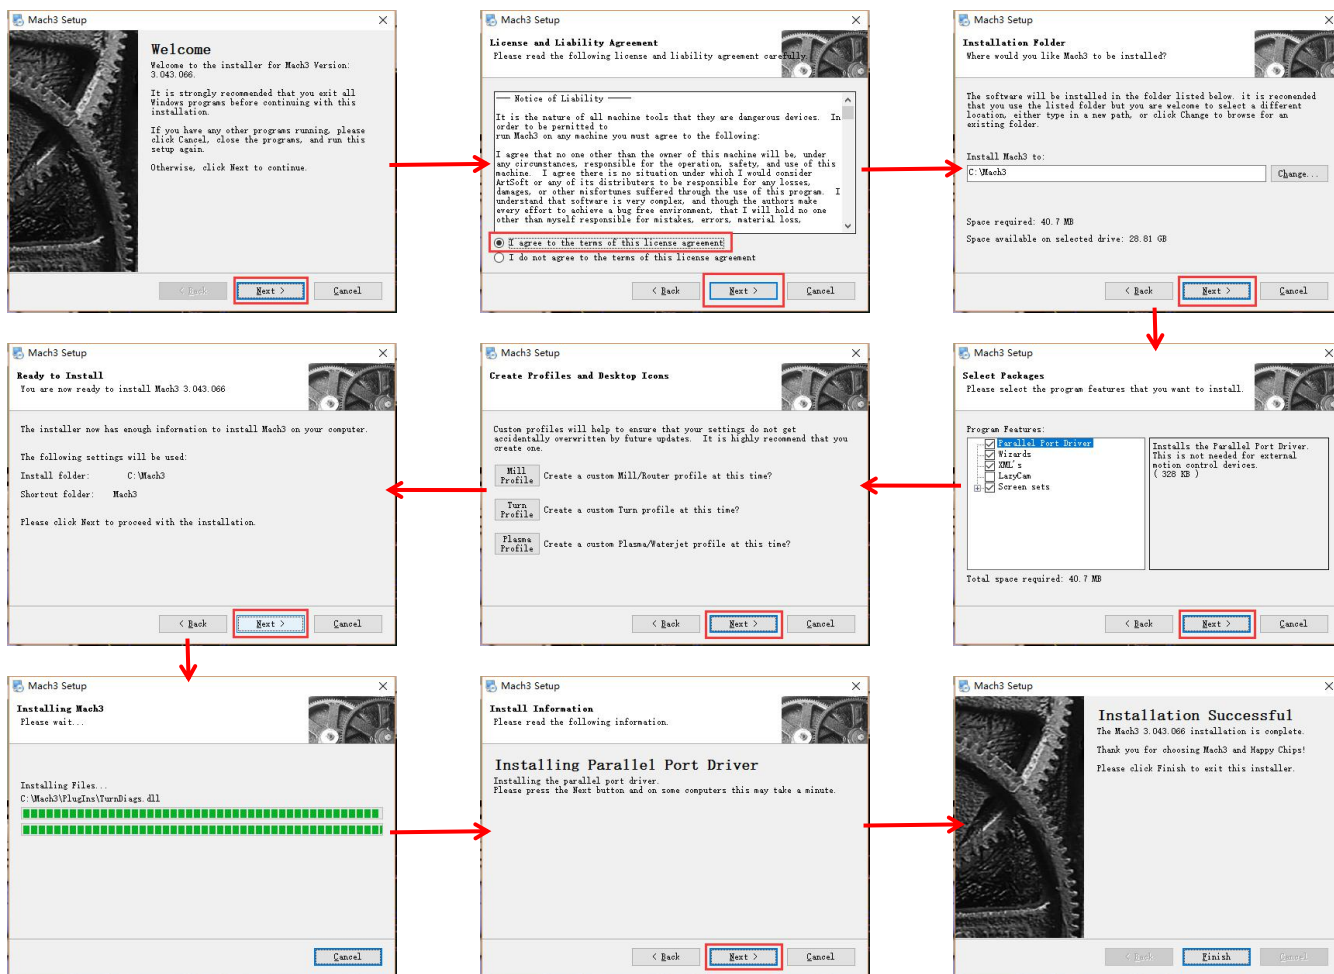 Mach3 Setup
Welcome
Welcome to the installer for Mach3 Version:
3.043.066.
It is strongly recommended that you exit all
Windows programs before continuing with this
installation.
If you have any other programs running, please
click Cancel, close the programs, and run this
setup again.
Otherwise, click Next to continue.
< Back
Next >
Cancel
Mach3 Setup
License and Liability Agreement
Please read the following license and liability agreement carefully.
Notice of Liability
It is the nature of all machine tools that they are dangerous devices. In
order to be permitted to
run Mach3 on any machine you must agree to the following:
I agree that no one other than the owner of this machine will be, under
any circumstances, responsible for the operation, safety, and use of this
machine. I agree there is no situation under which I would consider
ArtSoft or any of its distributers to be responsible for any losses,
damages, or other misfortunes suffered through the use of this program. I
understand that software is very complex, and though the authors make
every effort to achieve a bug free environment, that I will hold no one
other than myself responsible for mistakes, errors, material loss,
I agree to the terms of this license agreement
I do not agree to the terms of this license agreement
< Back
Next >
Cancel
Mach3 Setup
Installation Folder
Where would you like Mach3 to be installed?
The software will be installed in the folder listed below. it is recomended
that you use the listed folder but you are welcome to select a different
location, either type in a new path, or click Change to browse for an
existing folder.
Install Mach3 to:
C:\Mach3
Change...
Space required: 40.7 MB
Space available on selected drive: 28.81 GB
< Back
Next >
Cancel
Mach3 Setup
Select Packages
Please select the program features that you want to install.
Program Features:
Parallel Port Driver
Wizards
XML's
LazyCam
Screen sets
Installs the Parallel Port Driver.
This is not needed for external
motion control devices.
( 328 KB )
Total space required: 40.7 MB
< Back
Next >
Cancel
Mach3 Setup
Create Profiles and Desktop Icons
Custom profiles will help to ensure that your settings do not get
accidentally overwritten by future updates. It is highly recommend that you
create one.
Mill
Profile
Create a custom Mill/Router profile at this time?
Turn
Profile
Create a custom Turn profile at this time?
Plasma
Profile
Create a custom Plasma/Waterjet profile at this time?
< Back
Next >
Cancel
Mach3 Setup
Ready to Install
You are now ready to install Mach3 3.043.066
The installer now has enough information to install Mach3 on your computer.
The following settings will be used:
Install folder: C:\Mach3
Shortcut folder: Mach3
Please click Next to proceed with the installation.
< Back
Next >
Cancel
Mach3 Setup
Installing Mach3
Please wait...
Installing Files...
C:\Mach3\PlugIns\TurnDiags.dll
Cancel
Mach3 Setup
Install Information
Please read the following information.
Installing Parallel Port Driver
Installing the parallel port driver.
Please press the Next button and on some computers this may take a minute.
< Back
Next >
Cancel
Mach3 Setup
Installation Successful
The Mach3 3.043.066 installation is complete.
Thank you for choosing Mach3 and Happy Chips!
Please click Finish to exit this installer.
< Back
Finish
Cancel